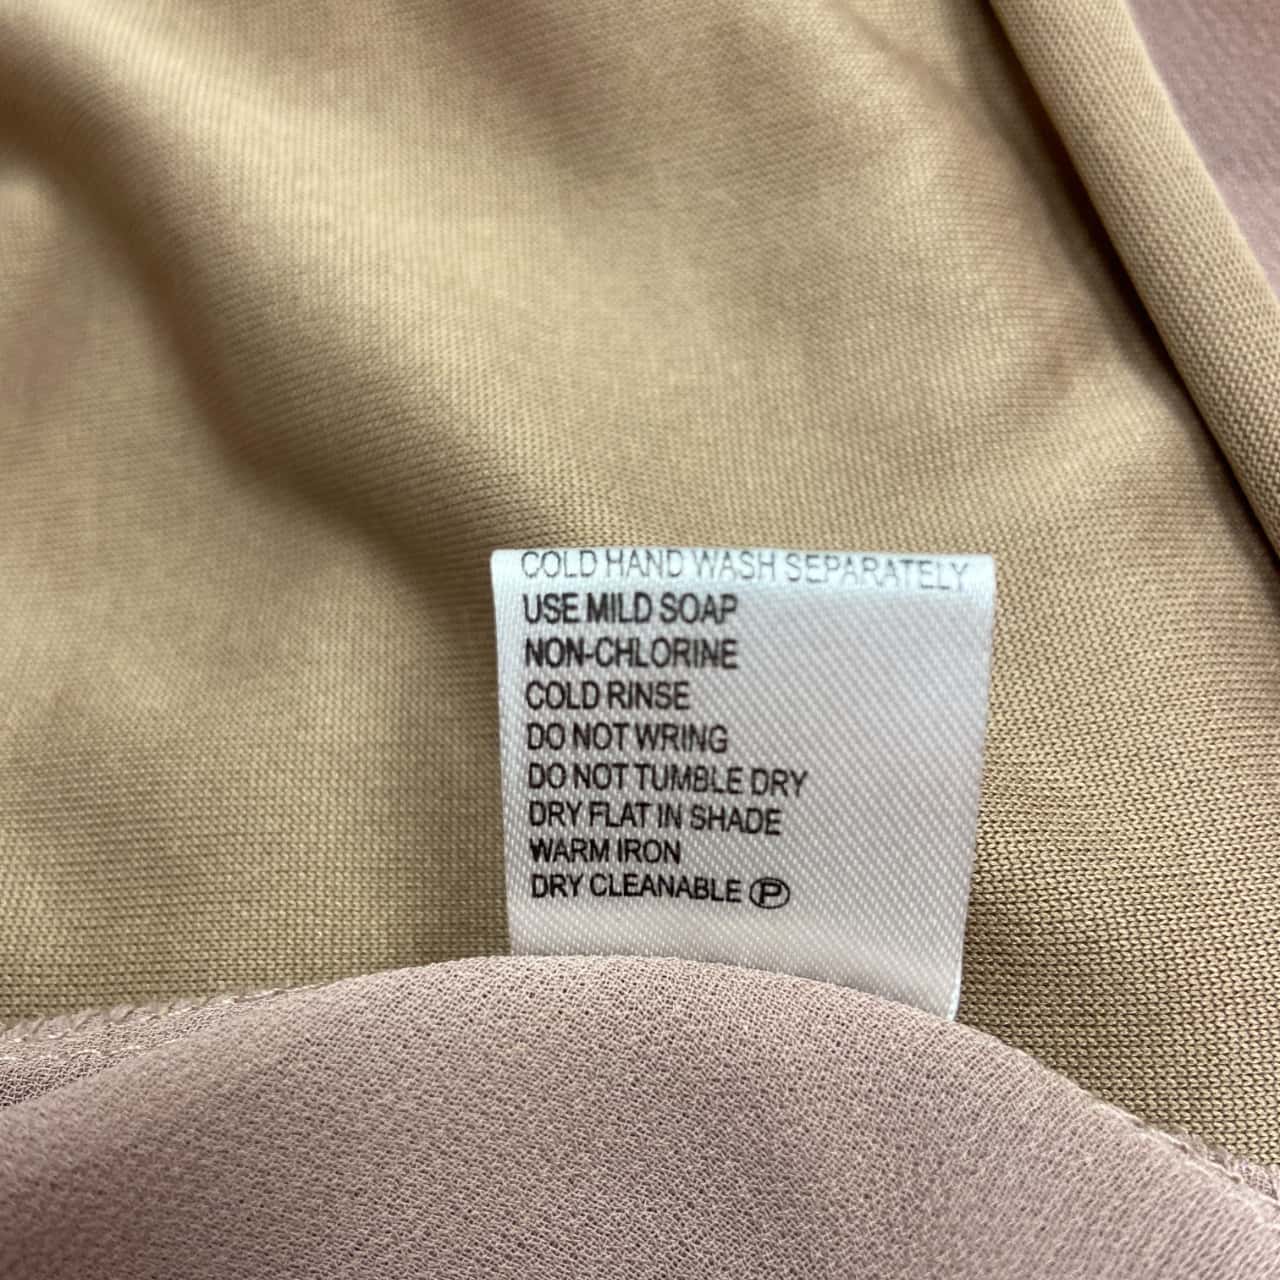 COLD HAND WASH SEPARATELY
USE MILD SOAP
NON-CHLORINE
COLD RINSE
DO NOT WRING
DO NOT TUMBLE DRY
DRY FLAT IN SHADE
WARM IRON
DRY CLEANABLE Ⓟ